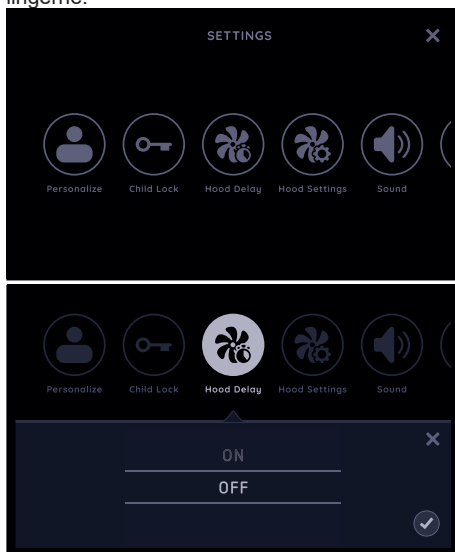 SETTINGS
Personalize Child Lock Hood Delay Hood Settings Sound
Personalize Child Lock Hood Delay Hood Settings Sound
ON
OFF